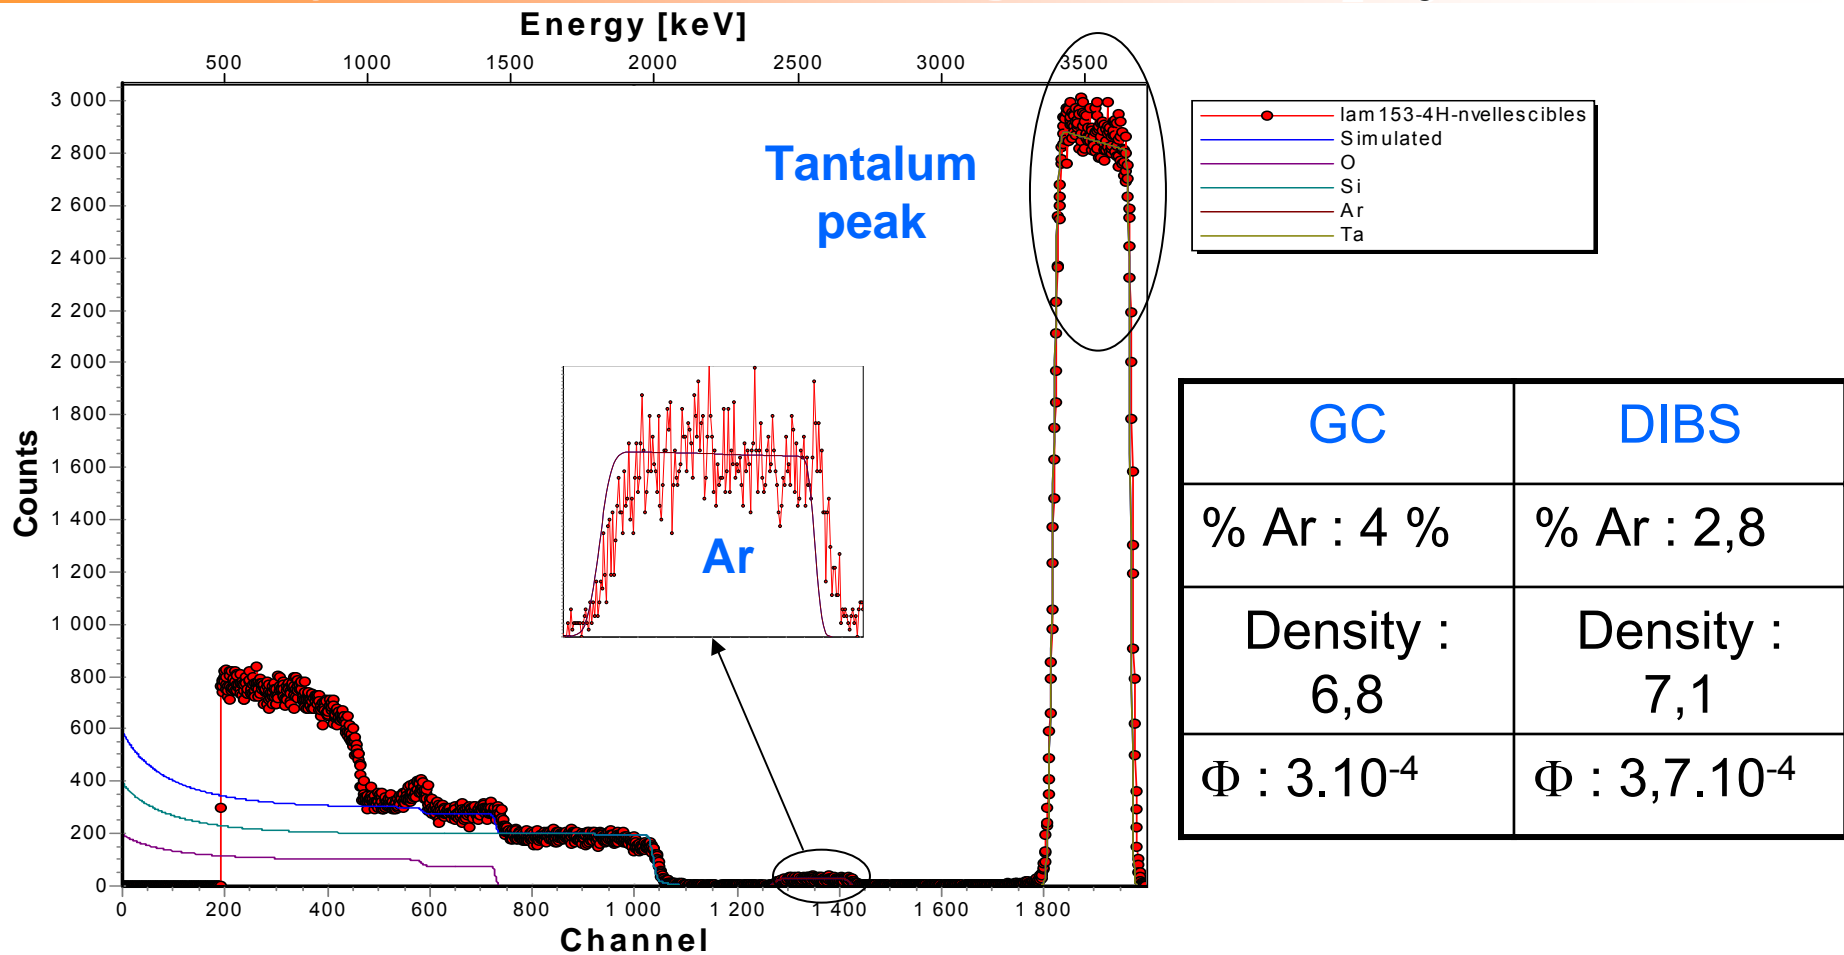 Energy [keV]
500 1000 1500 2000 2500 3000 3500
3 000
2 800
2 600
2 400
2 200
2 000
1 800
1 600
1 400
1 200
1 000
800
600
400
200
0
Counts
0 200 400 600 800 1 000 1 200 1 400 1 600 1 800
Channel
Tantalum
peak
Ar
lam153-4H-nvellescibles
Simulated
O
Si
Ar
Ta
GC DIBS
% Ar : 4 % % Ar : 2,8
Density : Density :
6,8 7,1
Φ : 3.10-4 Φ : 3,7.10-4